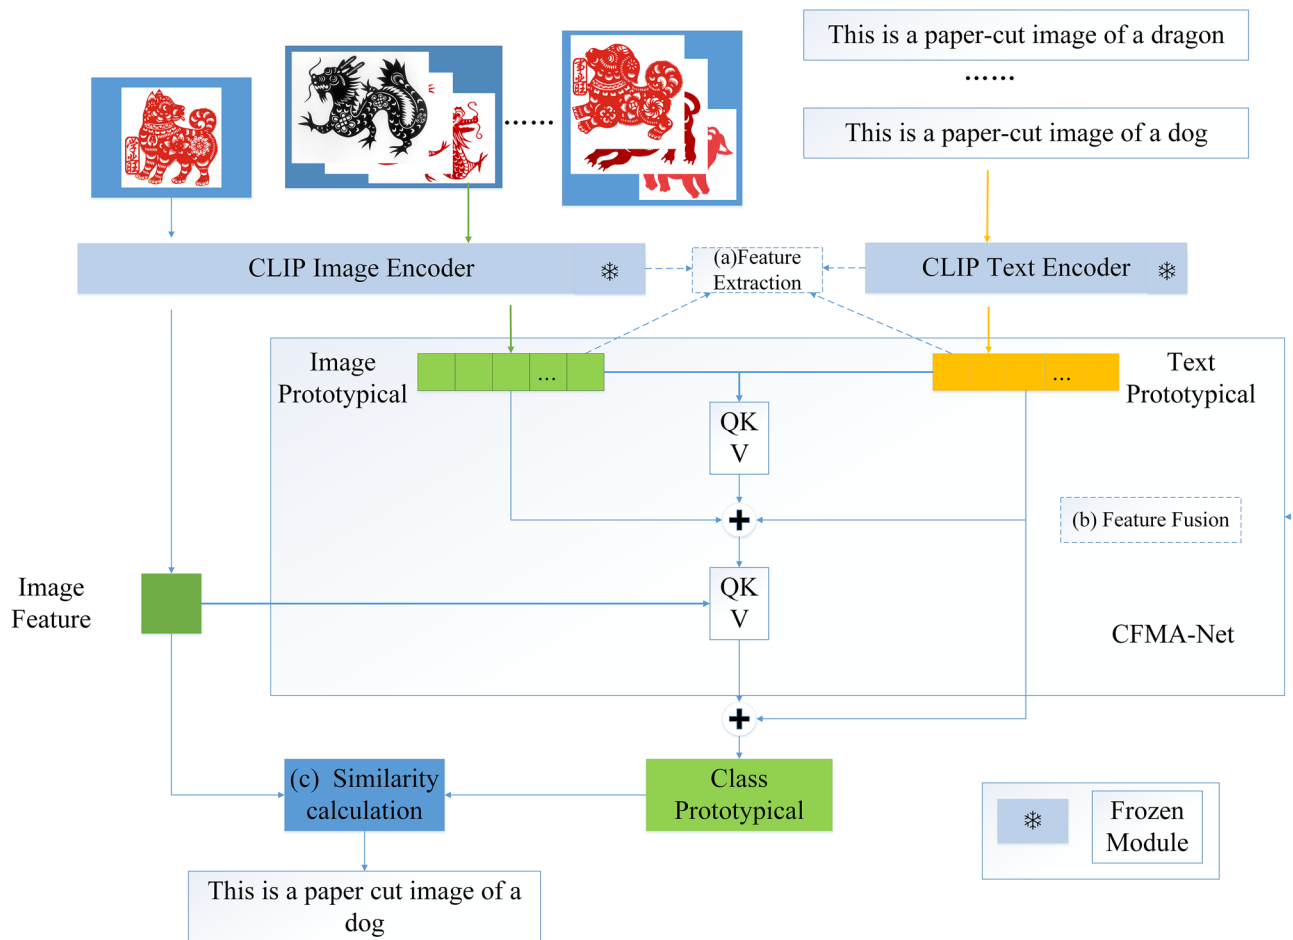 This is a paper-cut image of a dragon
……
This is a paper-cut image of a dog
……
CLIP Image Encoder
(a)Feature
Extraction
CLIP Text Encoder
Image
Prototypical
...
...
Text
Prototypical
QK
V
(b) Feature Fusion
Image
Feature
QK
V
CFMA-Net
(c) Similarity
calculation
Class
Prototypical
Frozen
Module
This is a paper cut image of a
dog